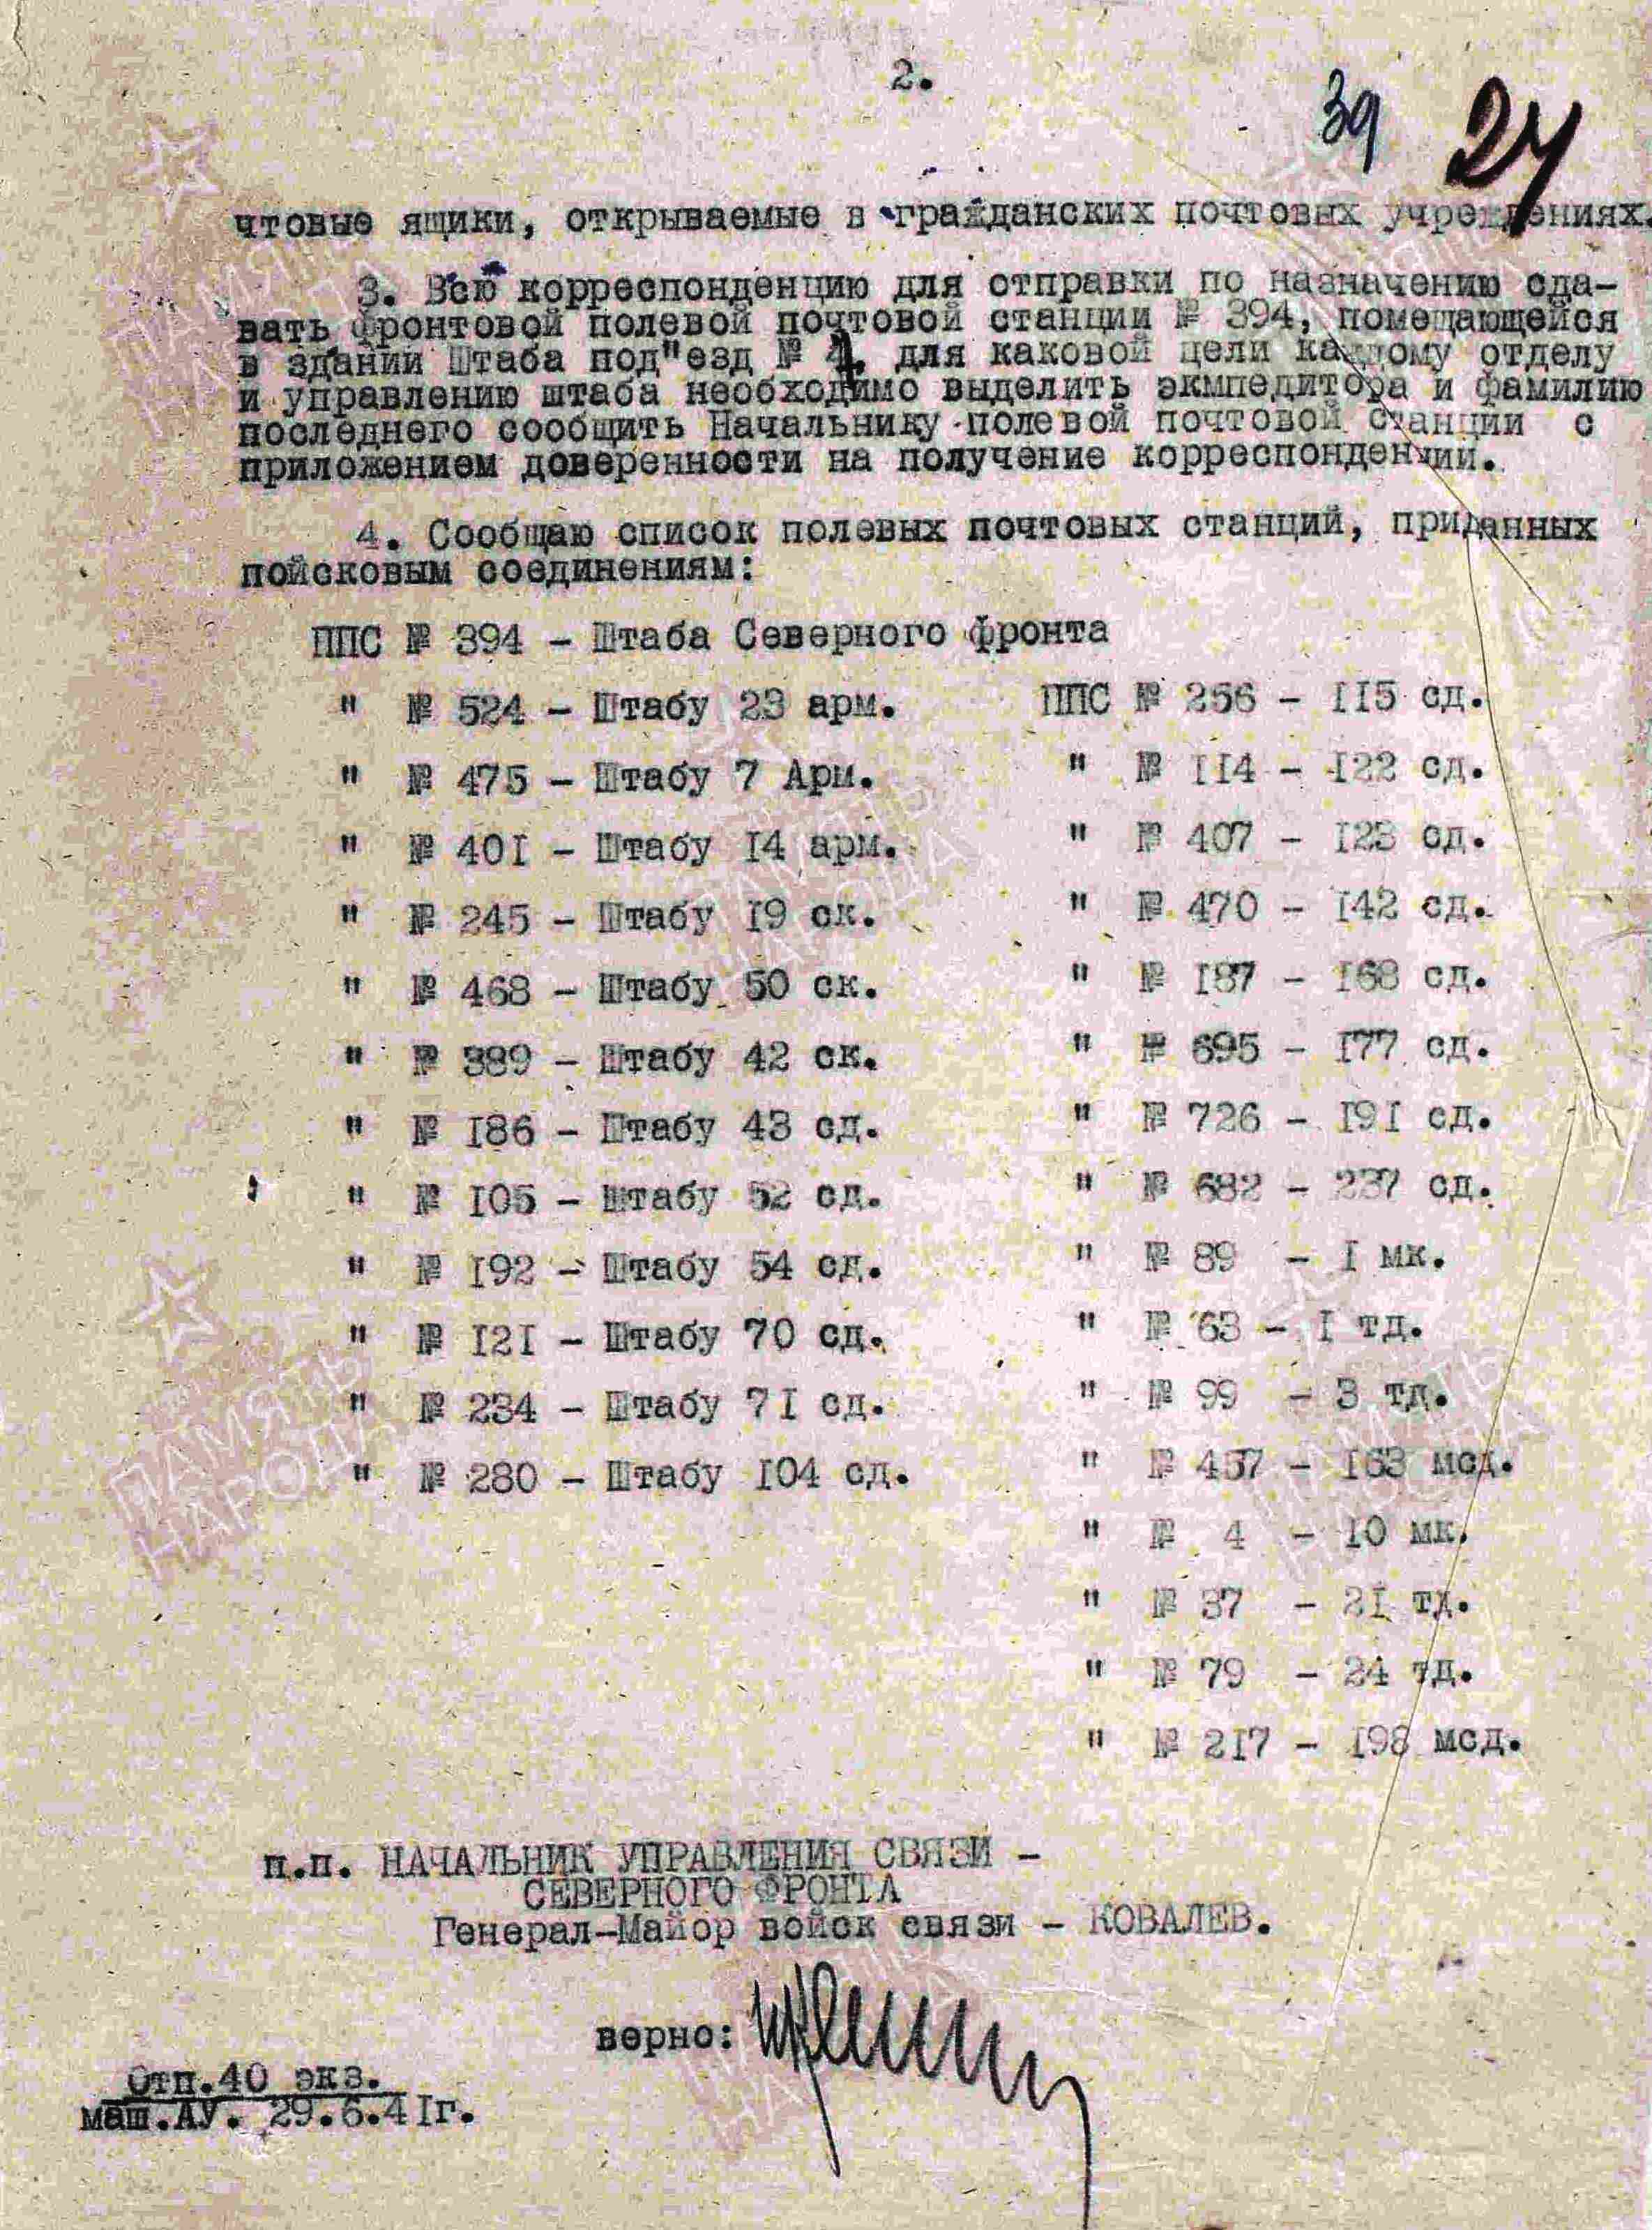 2.
39 27
чтовые ящики, открываемые в гражданских почтовых учреждениях.
3. Всю корреспонденцию для отправки по назначению сда-
вать фронтовой полевой почтовой станции № 394, помещающейся
в здании Штаба под"езд № 4. для каковой цели каждому отделу
и управлению штаба необходимо выделить экмпедитора и фамилию
последнего сообщить Начальнику полевой почтовой станции с
приложением доверенности на получение корреспонденции.
4. Сообщаю список полевых почтовых станций, приданных
пойсковым соединениям:
ППС № 394 - Штаба Северного фронта
" № 524 - Штабу 23 арм.
" № 475 - Штабу 7 Арм.
" № 401 - Штабу 14 арм.
" № 245 - Штабу 19 ск.
" № 468 - Штабу 50 ск.
" № 389 - Штабу 42 ск.
" № 186 - Штабу 43 сд.
" № 105 - Штабу 52 сд.
" № 192 - Штабу 54 сд.
" № 121 - Штабу 70 сд.
" № 234 - Штабу 71 сд.
" № 280 - Штабу 104 сд.
ППС № 256 - 115 сд.
" № 114 - 122 сд.
" № 407 - 123 сд.
" № 470 - 142 сд.
" № 187 - 168 сд.
" № 695 - 177 сд.
" № 726 - 191 сд.
" № 682 - 237 сд.
" № 89 - 1 мк.
" № 63 - 1 тд.
" № 99 - 3 тд.
" № 457 - 163 мсд.
" № 4 - 10 мк.
" № 37 - 21 тд.
" № 79 - 24 тд.
" № 217 - 198 мсд.
п.п. НАЧАЛЬНИК УПРАВЛЕНИЯ СВЯЗИ -
СЕВЕРНОГО ФРОНТА
Генерал-Майор войск связи - КОВАЛЕВ.
верно:
Отп.40 экз.
маш.АУ. 29.6.41г.
ПАМЯТЬ
НАРОДА